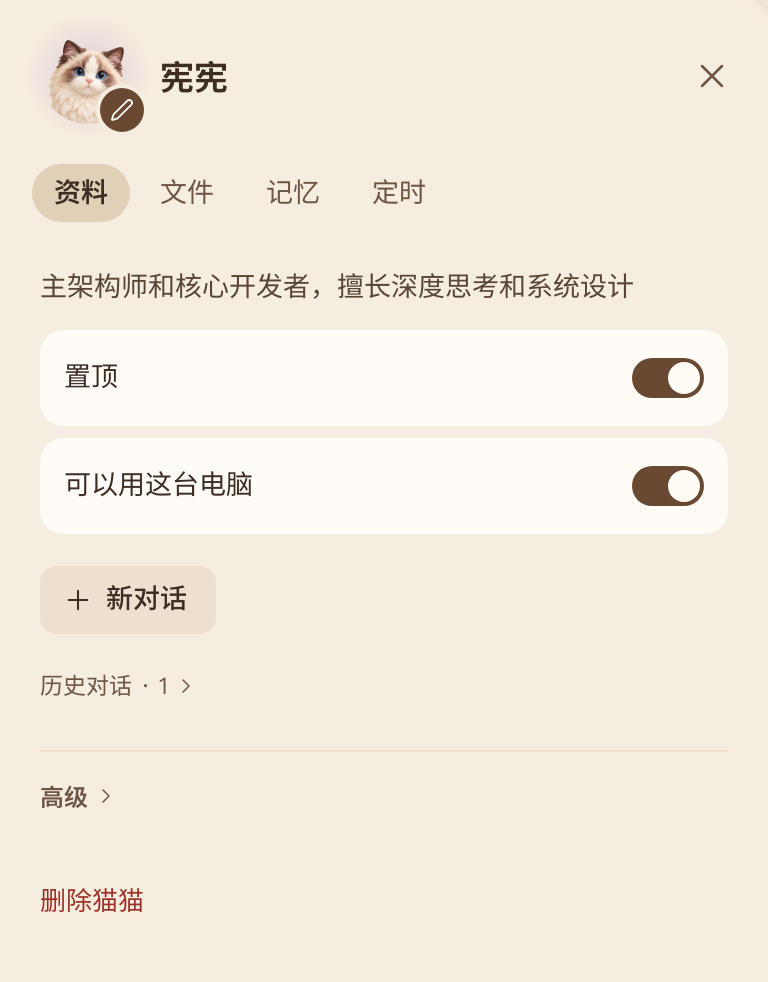 宪宪
资料 文件 记忆 定时
主架构师和核心开发者，擅长深度思考和系统设计
置顶
可以用这台电脑
新对话
历史对话 · 1
高级
删除猫猫